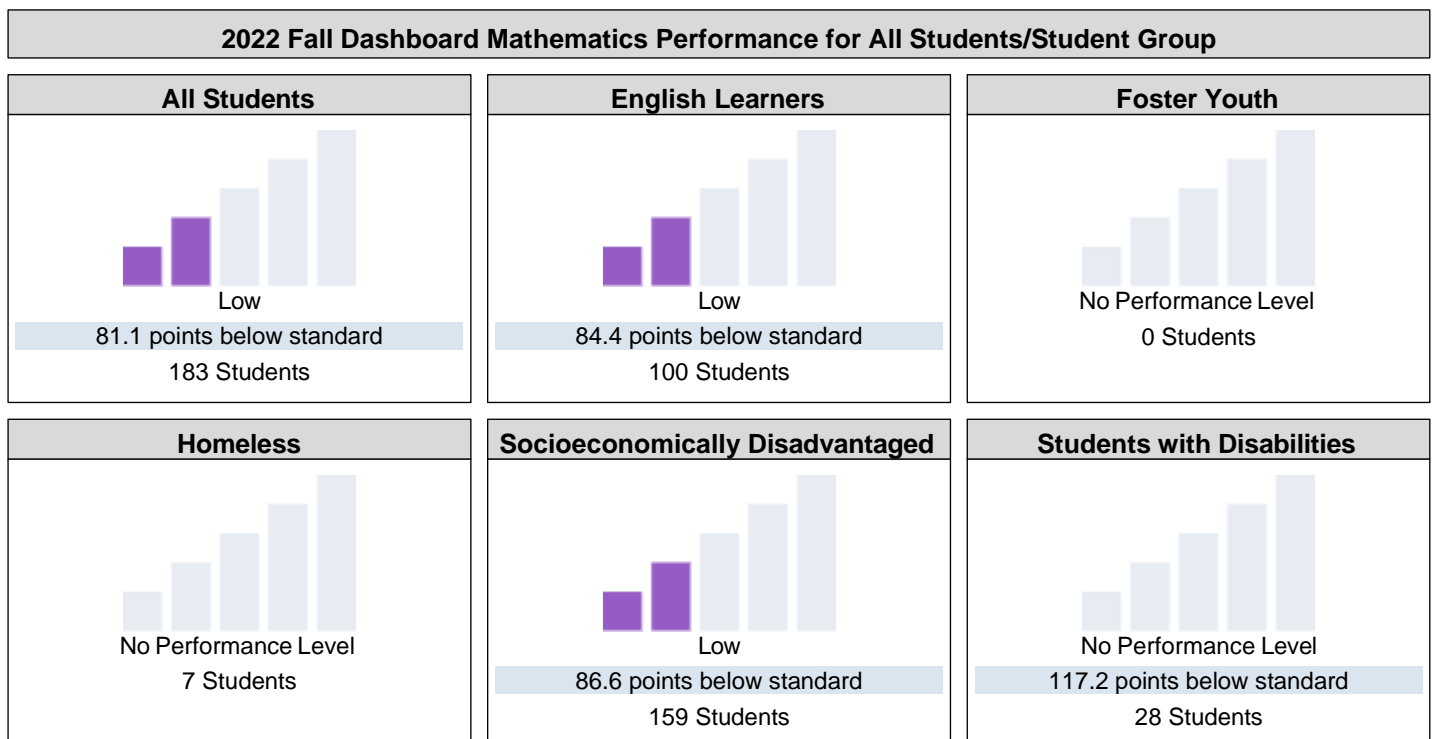 2022 Fall Dashboard Mathematics Performance for All Students/Student Group
All Students
Low
81.1 points below standard
183 Students
English Learners
Low
84.4 points below standard
100 Students
Foster Youth
No Performance Level
0 Students
Homeless
No Performance Level
7 Students
Socioeconomically Disadvantaged
Low
86.6 points below standard
159 Students
Students with Disabilities
No Performance Level
117.2 points below standard
28 Students